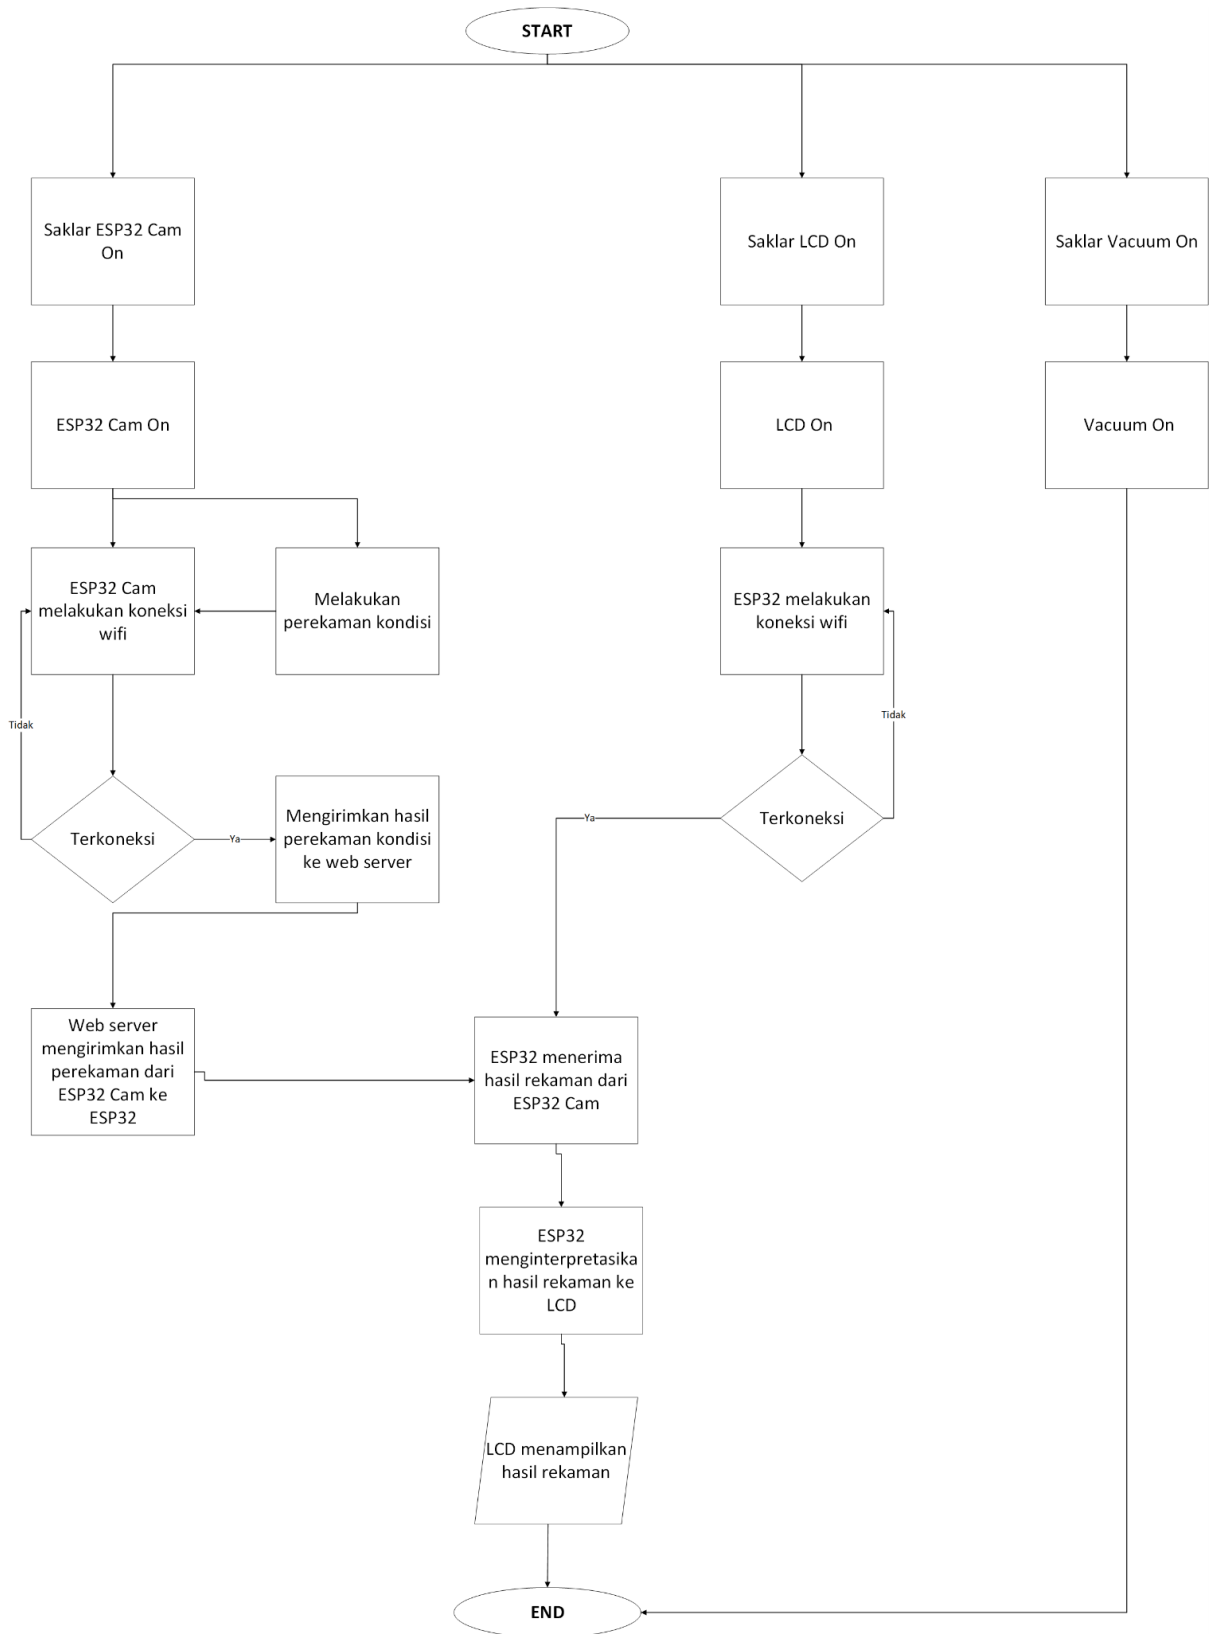 START
Saklar ESP32 Cam
On
Saklar LCD On
Saklar Vacuum On
ESP32 Cam On
LCD On
Vacuum On
ESP32 Cam
melakukan koneksi
wifi
Melakukan
perekaman kondisi
ESP32 melakukan
koneksi wifi
Tidak
Tidak
Terkoneksi
Ya
Mengirimkan hasil
perekaman kondisi
ke web server
Ya
Terkoneksi
Web server
mengirimkan hasil
perekaman dari
ESP32 Cam ke
ESP32
ESP32 menerima
hasil rekaman dari
ESP32 Cam
ESP32
menginterpretasika
n hasil rekaman ke
LCD
LCD menampilkan
hasil rekaman
END